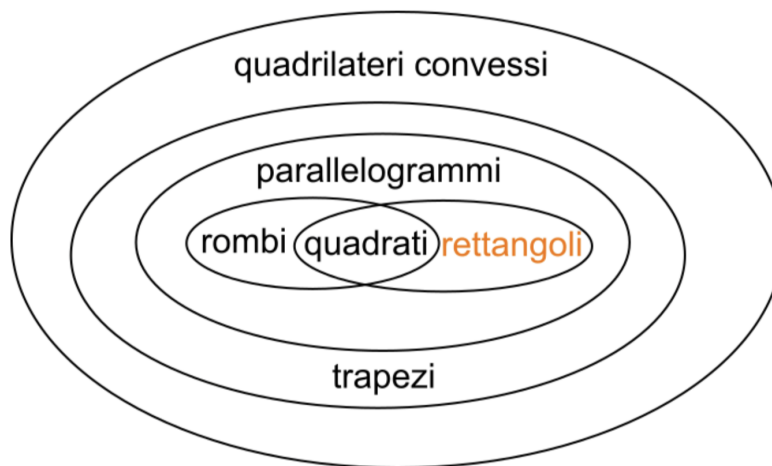 quadrilateri convessi
parallelogrammi
rombi quadrati rettangoli
trapezi